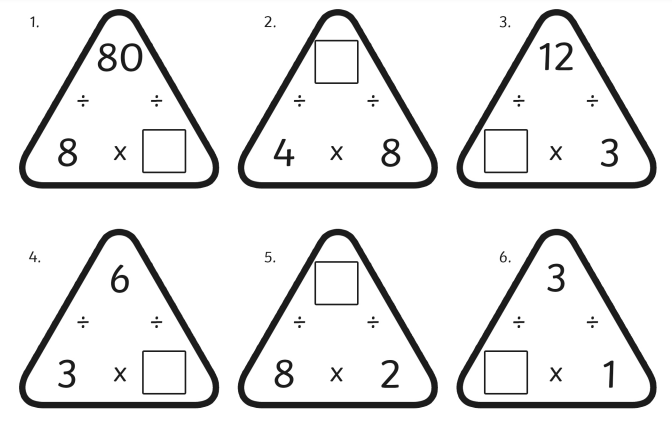 1. 2. 3.
80 12
÷ ÷ ÷ ÷ ÷ ÷
8 x 4 x 8 x 3
4. 5. 6.
6 3
÷ ÷ ÷ ÷ ÷ ÷
3 x 8 x 2 x 1